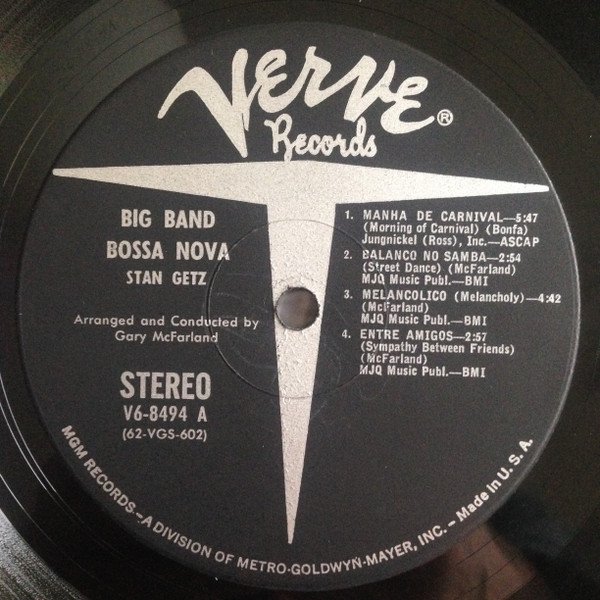 Verve®
Records
BIG BAND
BOSSA NOVA
STAN GETZ
Arranged and Conducted by
Gary McFarland
STEREO
V6-8494 A
(62-VGS-602)
1. MANHA DE CARNIVAL—5:47
(Morning of Carnival) (Bonfa)
Jungnickel (Ross), Inc.—ASCAP
2. BALANCO NO SAMBA—2:54
(Street Dance) (McFarland)
MJQ Music Publ.—BMI
3. MELANCOLICO (Melancholy)—4:42
(McFarland)
MJQ Music Publ.—BMI
4. ENTRE AMIGOS—2:57
(Sympathy Between Friends)
(McFarland)
MJQ Music Publ.—BMI
MGM RECORDS—A DIVISION OF METRO-GOLDWYN-MAYER, INC. – Made in U. S. A.